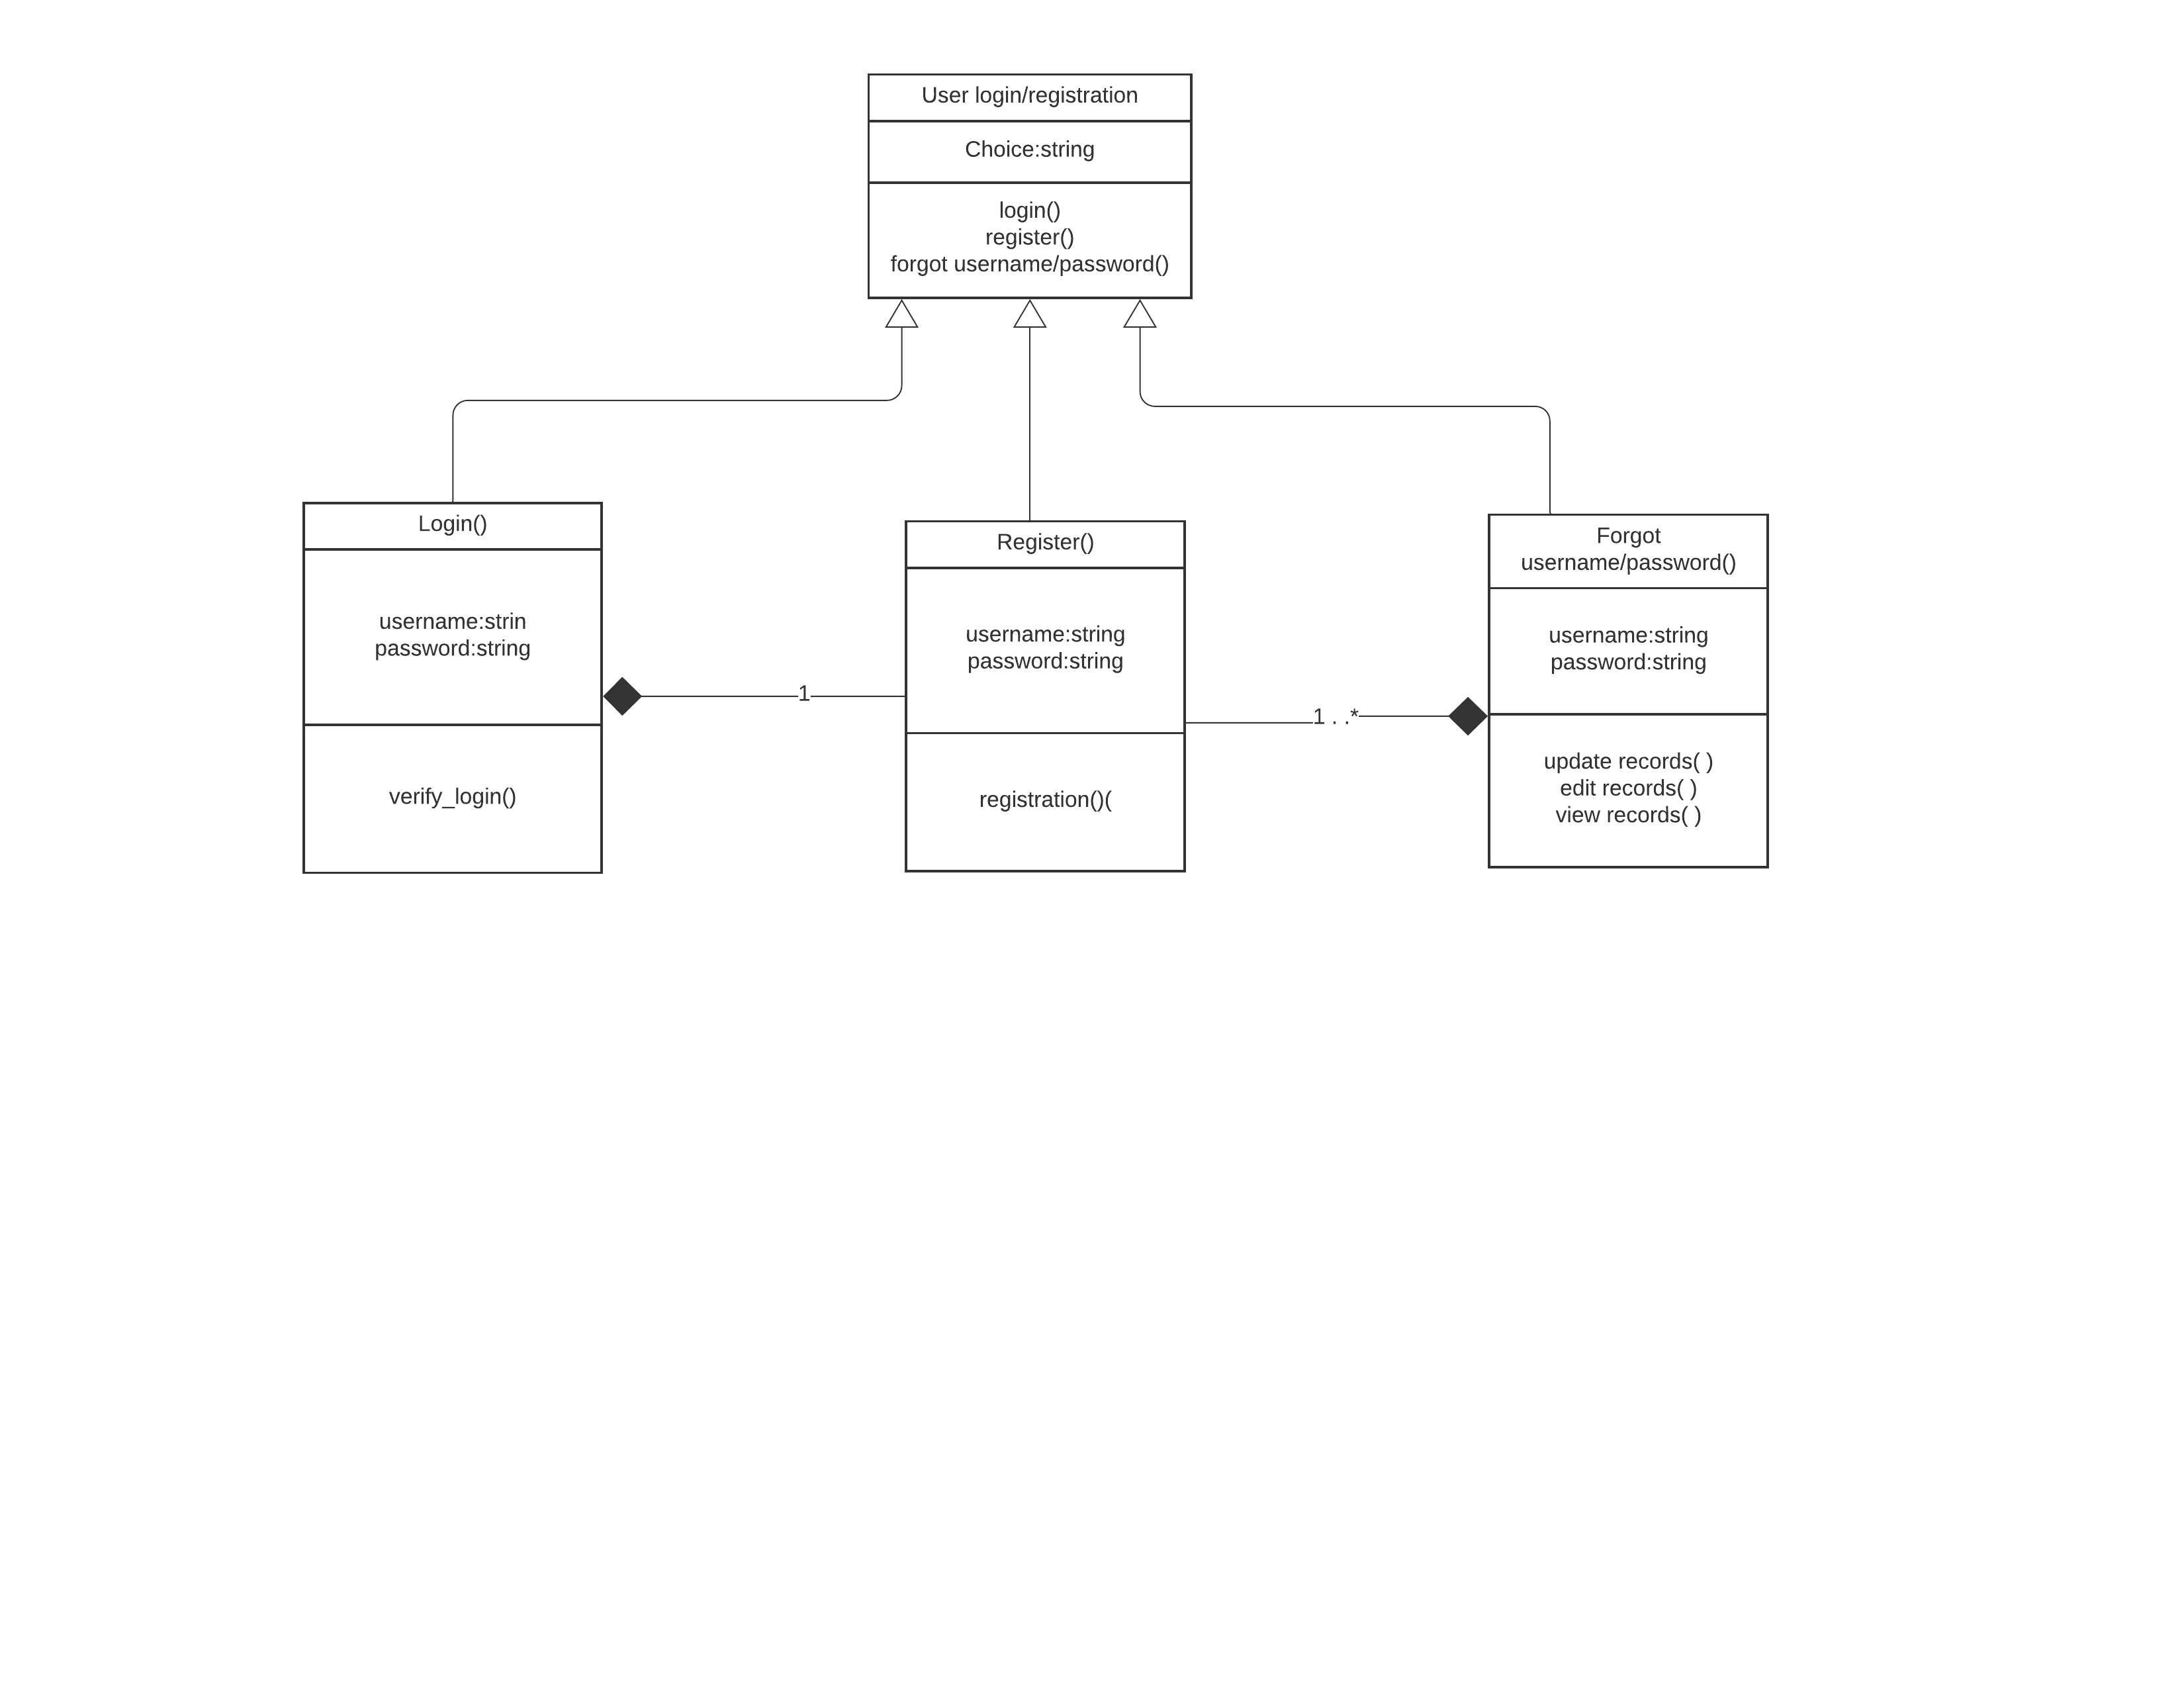 User login/registration
Choice:string
login()
register()
forgot username/password()
Login()
username:strin
password:string
verify_login()
1
Register()
username:string
password:string
registration()(
1 . .*
Forgot
username/password()
username:string
password:string
update records( )
edit records( )
view records( )